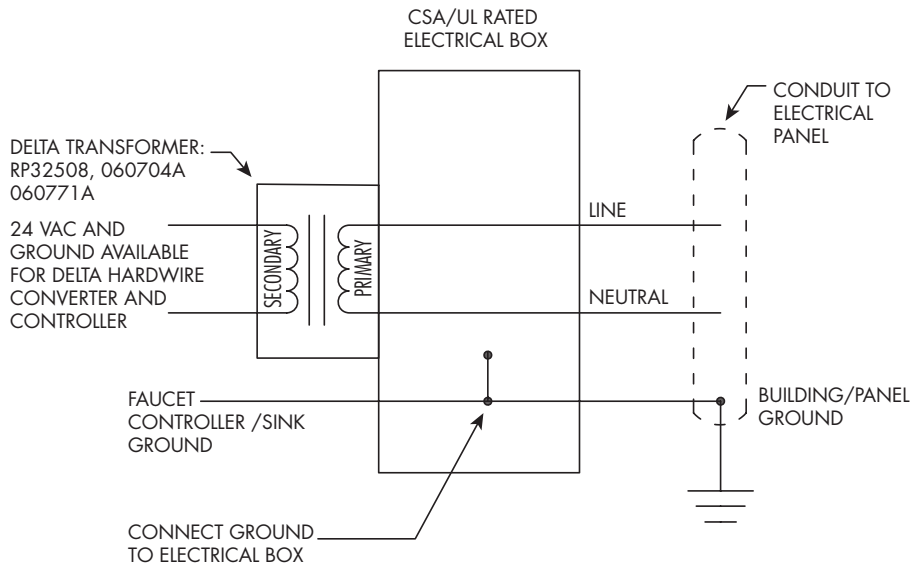 CSA/UL RATED
ELECTRICAL BOX
CONDUIT TO
ELECTRICAL
PANEL
DELTA TRANSFORMER:
RP32508, 060704A
060771A
24 VAC AND
GROUND AVAILABLE
FOR DELTA HARDWIRE
CONVERTER AND
CONTROLLER
SECONDARY
PRIMARY
LINE
NEUTRAL
FAUCET
CONTROLLER /SINK
GROUND
BUILDING/PANEL
GROUND
CONNECT GROUND
TO ELECTRICAL BOX